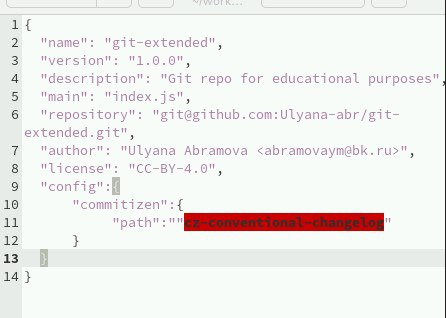 ~/work...
1 {
2 "name": "git-extended",
3 "version": "1.0.0",
4 "description": "Git repo for educational purposes",
5 "main": "index.js",
6 "repository": "git@github.com:Ulyana-abr/git-
extended.git",
7 "author": "Ulyana Abramova <abramovaym@bk.ru>",
8 "license": "CC-BY-4.0",
9 "config":{
10 "commitizen":{
11 "path":""cz-conventional-changelog"
12 }
13 }
14 }